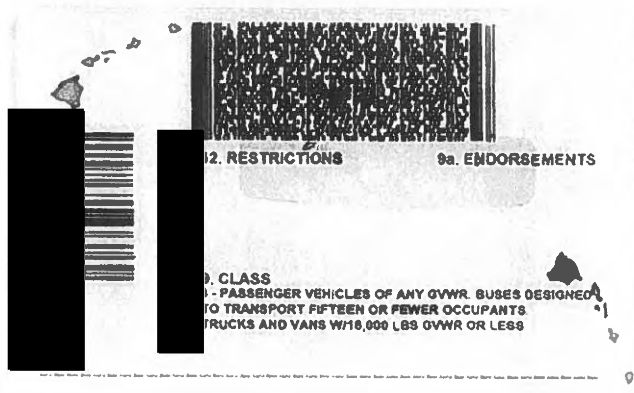 12. RESTRICTIONS 9a. ENDORSEMENTS
9. CLASS
- PASSENGER VEHICLES OF ANY GVWR. BUSES DESIGNED
TO TRANSPORT FIFTEEN OR FEWER OCCUPANTS
TRUCKS AND VANS W/18,000 LBS GVWR OR LESS